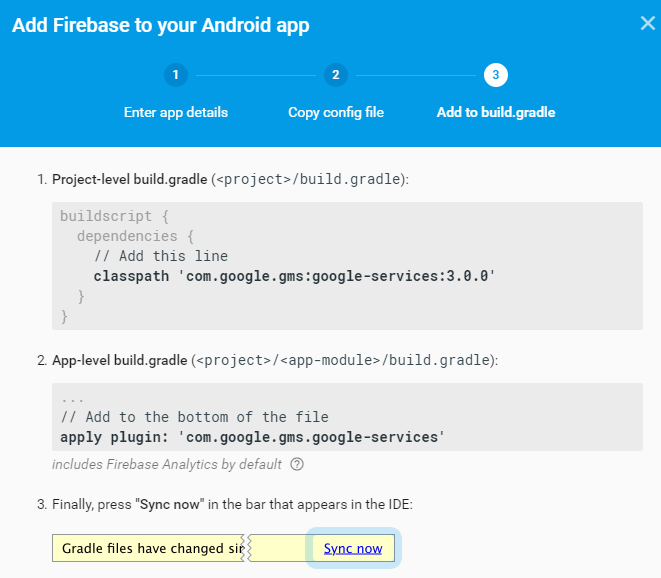 Add Firebase to your Android app
1
2
3
Enter app details
Copy config file
Add to build.gradle
1. Project-level build.gradle (<project>/build.gradle):
buildscript {
  dependencies {
    // Add this line
    classpath 'com.google.gms:google-services:3.0.0'
  }
}
2. App-level build.gradle (<project>/<app-module>/build.gradle):
...
// Add to the bottom of the file
apply plugin: 'com.google.gms.google-services'
includes Firebase Analytics by default ?
3. Finally, press "Sync now" in the bar that appears in the IDE:
Gradle files have changed sin Sync now